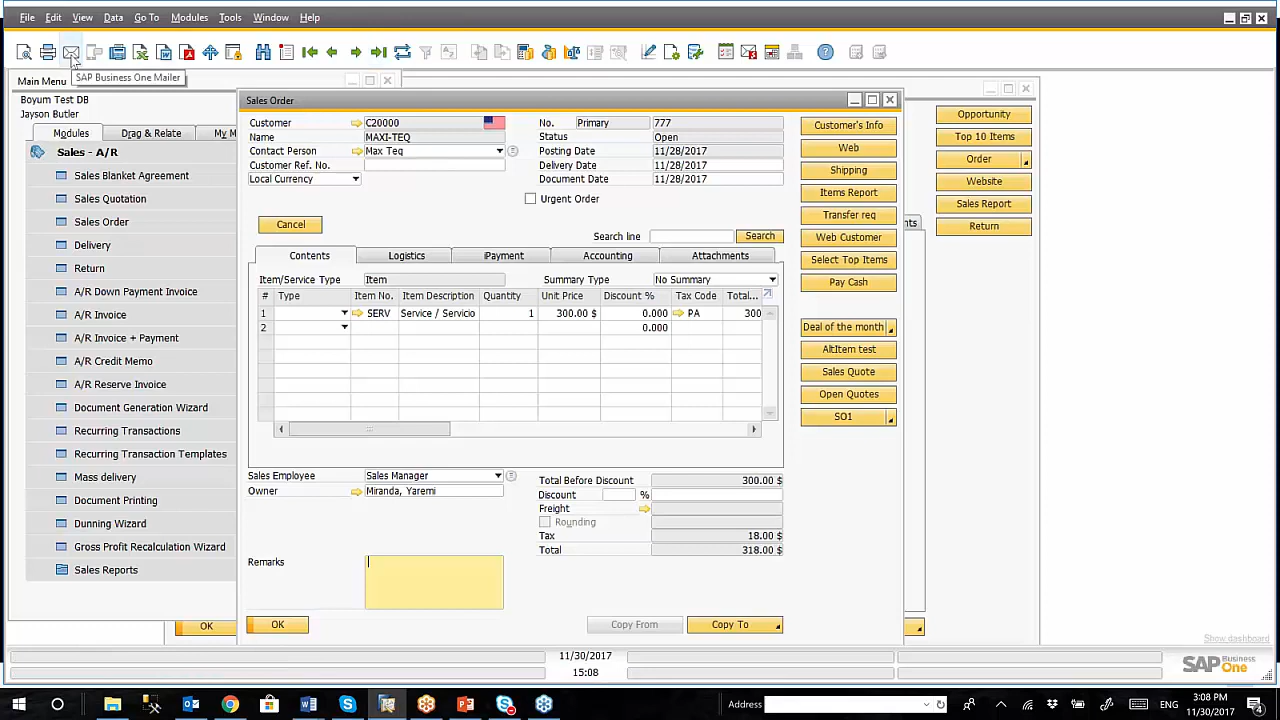 File Edit View Data Go To Modules Tools Window Help
SAP Business One Mailer
Main Menu
Boyum Test DB
Jayson Butler
Modules Drag & Relate My M
Sales - A/R
Sales Blanket Agreement
Sales Quotation
Sales Order
Delivery
Return
A/R Down Payment Invoice
A/R Invoice
A/R Invoice + Payment
A/R Credit Memo
A/R Reserve Invoice
Document Generation Wizard
Recurring Transactions
Recurring Transaction Templates
Mass delivery
Document Printing
Dunning Wizard
Gross Profit Recalculation Wizard
Sales Reports
OK
Sales Order
Customer C20000 No. Primary 777
Name MAXI-TEQ Status Open
Contact Person Max Teq Posting Date 11/28/2017
Customer Ref. No. Delivery Date 11/28/2017
Local Currency Document Date 11/28/2017
Urgent Order
Cancel
Search line Search
Contents Logistics iPayment Accounting Attachments
Item/Service Type Item Summary Type No Summary
# Type Item No. Item Description Quantity Unit Price Discount % Tax Code Total...
1 SERV Service / Servicio 1 300.00 $ 0.000 PA 300
2 0.000
Sales Employee Sales Manager
Owner Miranda, Yaremi
Total Before Discount 300.00 $
Discount %
Freight
Rounding
Tax 18.00 $
Total 318.00 $
Remarks
OK Copy From Copy To
Customer's Info
Web
Shipping
Items Report
Transfer req
Web Customer
Select Top Items
Pay Cash
Deal of the month
AltItem test
Sales Quote
Open Quotes
SO1
nts
Opportunity
Top 10 Items
Order
Website
Sales Report
Return
Show dashboard
11/30/2017
15:08
SAP Business One
Address
ENG
3:08 PM
11/30/2017